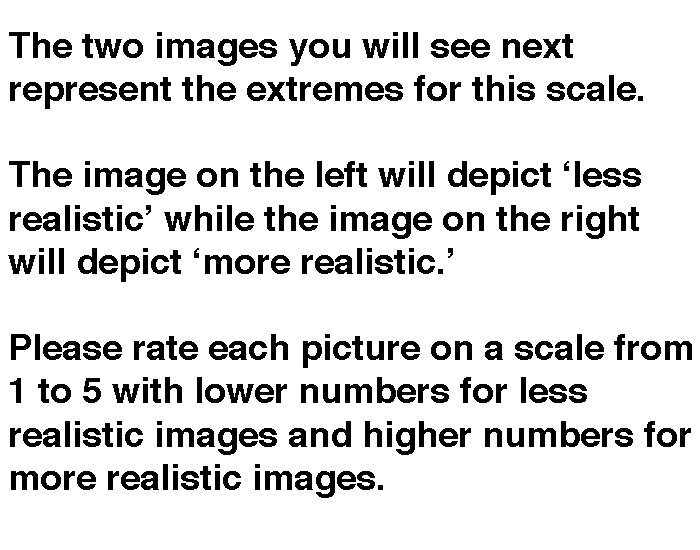 The two images you will see next
represent the extremes for this scale.
The image on the left will depict ‘less
realistic’ while the image on the right
will depict ‘more realistic.’
Please rate each picture on a scale from
1 to 5 with lower numbers for less
realistic images and higher numbers for
more realistic images.